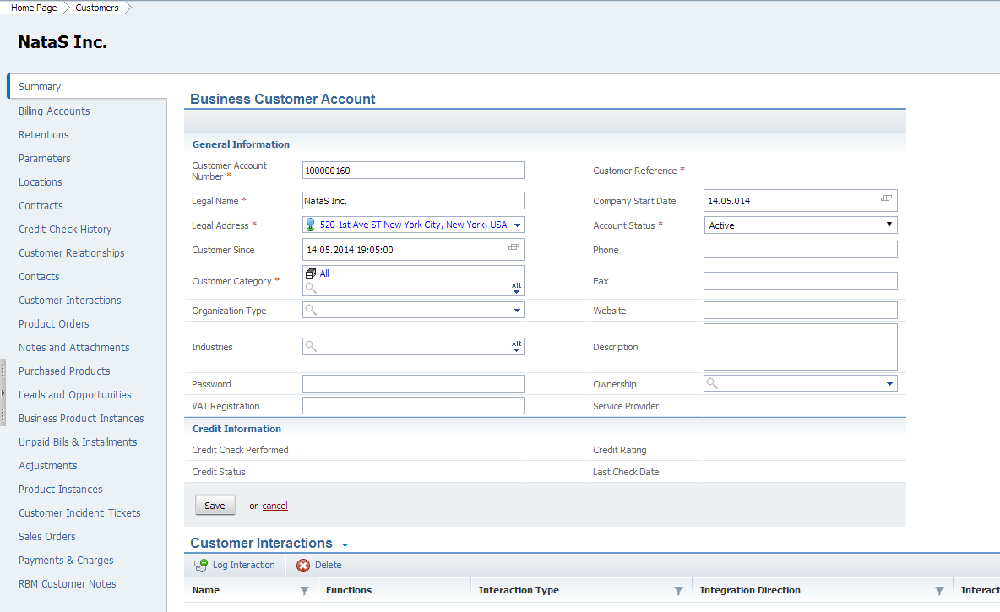 Home Page
Customers
NataS Inc.
Summary
Billing Accounts
Retentions
Parameters
Locations
Contracts
Credit Check History
Customer Relationships
Contacts
Customer Interactions
Product Orders
Notes and Attachments
Purchased Products
Leads and Opportunities
Business Product Instances
Unpaid Bills & Installments
Adjustments
Product Instances
Customer Incident Tickets
Sales Orders
Payments & Charges
RBM Customer Notes
Business Customer Account
General Information
Customer Account
Number *
100000160
Customer Reference *
Legal Name *
NataS Inc.
Company Start Date
14.05.014
Legal Address *
520 1st Ave ST New York City, New York, USA
Account Status *
Active
Customer Since
14.05.2014 19:05:00
Phone
Customer Category *
All
Alt
Fax
Organization Type
Website
Industries
Alt
Description
Password
Ownership
VAT Registration
Service Provider
Credit Information
Credit Check Performed
Credit Rating
Credit Status
Last Check Date
Save
or cancel
Customer Interactions
Log Interaction
Delete
Name
Functions
Interaction Type
Integration Direction
Interact